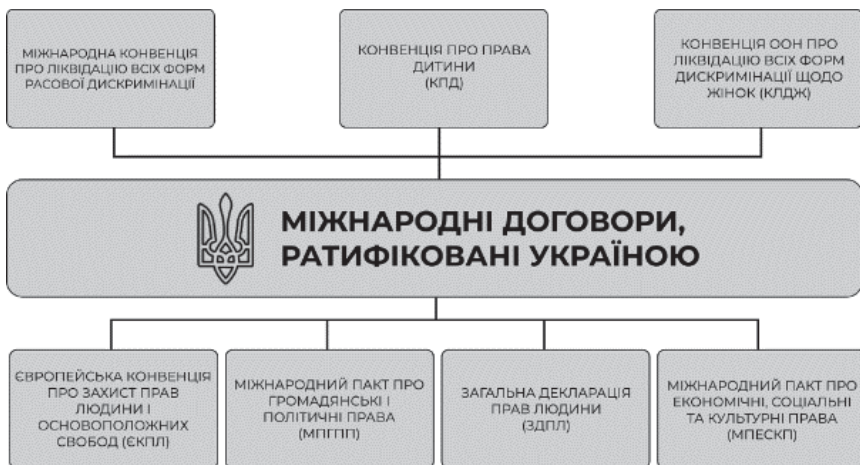 МІЖНАРОДНА КОНВЕНЦІЯ
ПРО ЛІКВІДАЦІЮ ВСІХ ФОРМ
РАСОВОЇ ДИСКРИМІНАЦІЇ
КОНВЕНЦІЯ ПРО ПРАВА
ДИТИНИ
(КПД)
КОНВЕНЦІЯ ООН ПРО
ЛІКВІДАЦІЮ ВСІХ ФОРМ
ДИСКРИМІНАЦІЇ ЩОДО
ЖІНОК (КЛДЖ)
МІЖНАРОДНІ ДОГОВОРИ,
РАТИФІКОВАНІ УКРАЇНОЮ
ЄВРОПЕЙСЬКА КОНВЕНЦІЯ
ПРО ЗАХИСТ ПРАВ
ЛЮДИНИ І
ОСНОВОПОЛОЖНИХ
СВОБОД (ЄКПЛ)
МІЖНАРОДНИЙ ПАКТ ПРО
ГРОМАДЯНСЬКІ І
ПОЛІТИЧНІ ПРАВА
(МПГПП)
ЗАГАЛЬНА ДЕКЛАРАЦІЯ
ПРАВ ЛЮДИНИ
(ЗДПЛ)
МІЖНАРОДНИЙ ПАКТ ПРО
ЕКОНОМІЧНІ, СОЦІАЛЬНІ
ТА КУЛЬТУРНІ ПРАВА
(МПЕСКП)